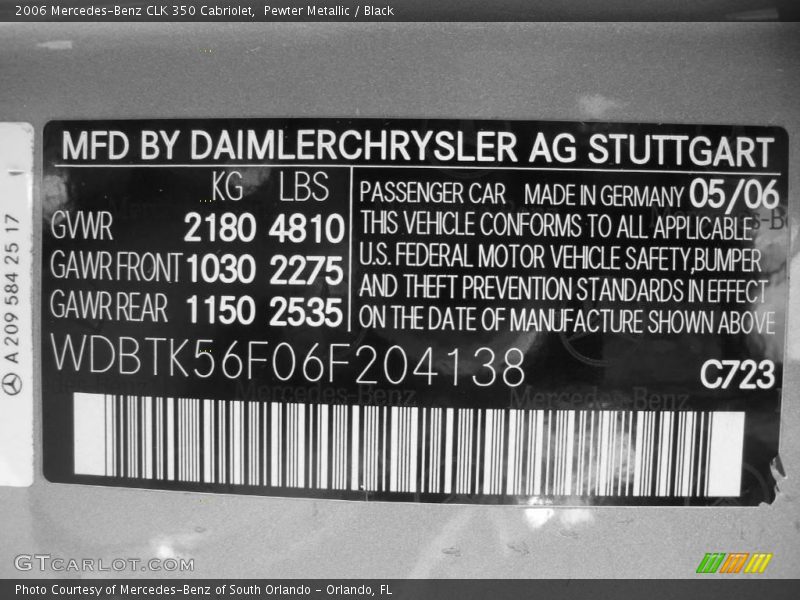 2006 Mercedes-Benz CLK 350 Cabriolet,  Pewter Metallic / Black
A 209 584 25 17
MFD BY DAIMLERCHRYSLER AG STUTTGART
KG LBS
GVWR 2180 4810
GAWR FRONT 1030 2275
GAWR REAR 1150 2535
PASSENGER CAR MADE IN GERMANY 05/06
THIS VEHICLE CONFORMS TO ALL APPLICABLE
U.S. FEDERAL MOTOR VEHICLE SAFETY,BUMPER
AND THEFT PREVENTION STANDARDS IN EFFECT
ON THE DATE OF MANUFACTURE SHOWN ABOVE
WDBTK56F06F204138
C723
Mercedes-Benz
Mercedes-Benz
GTCARLOT.COM
Photo Courtesy of Mercedes-Benz of South Orlando - Orlando, FL